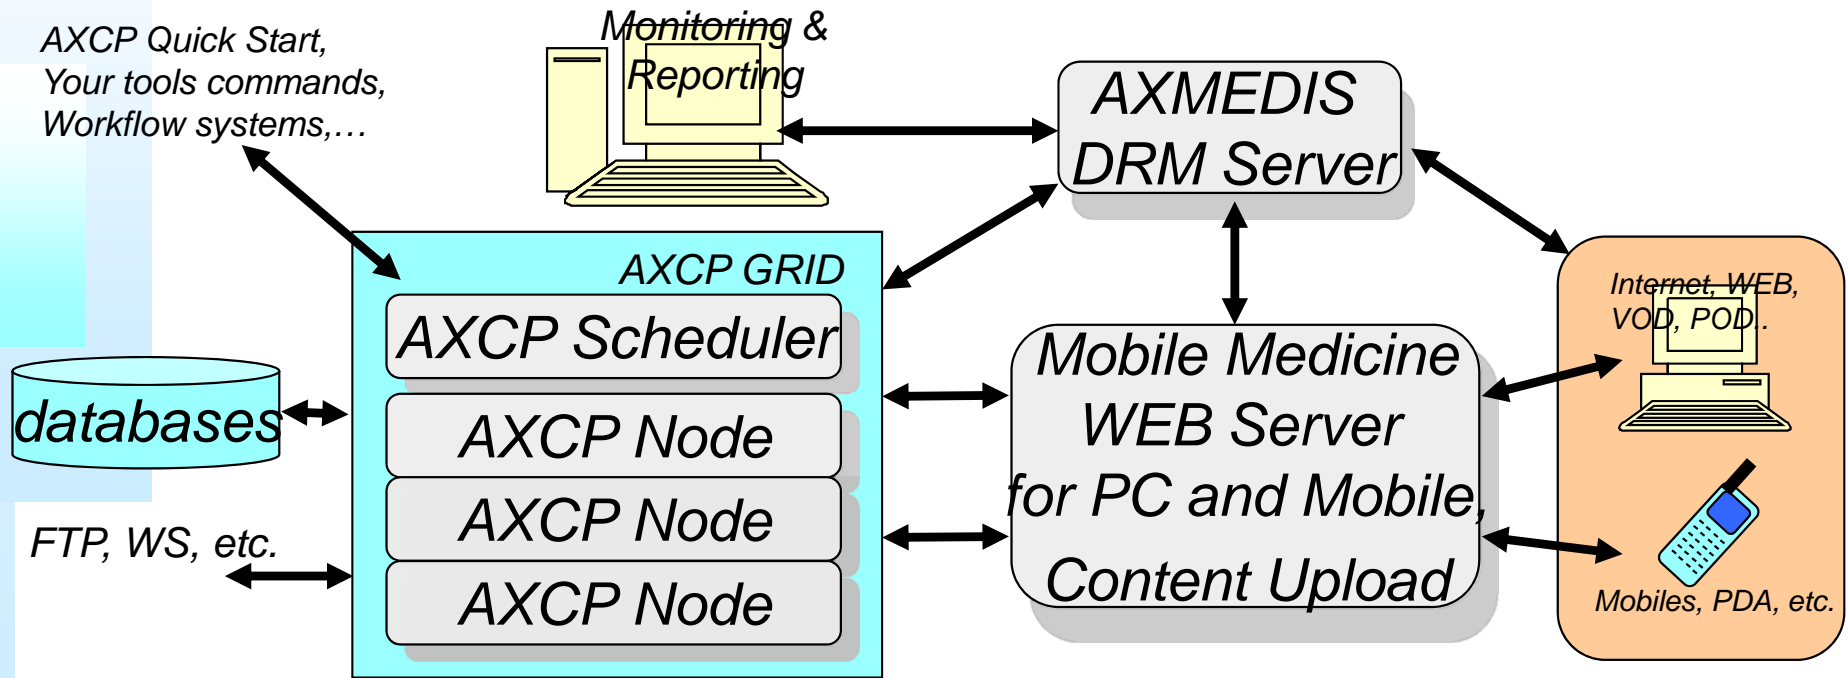 AXCP Quick Start,
Your tools commands,
Workflow systems,…
Monitoring &
Reporting
AXMEDIS
DRM Server
AXCP GRID
AXCP Scheduler
AXCP Node
AXCP Node
AXCP Node
databases
FTP, WS, etc.
Mobile Medicine
WEB Server
for PC and Mobile,
Content Upload
Internet, WEB,
VOD, POD..
Mobiles, PDA, etc.